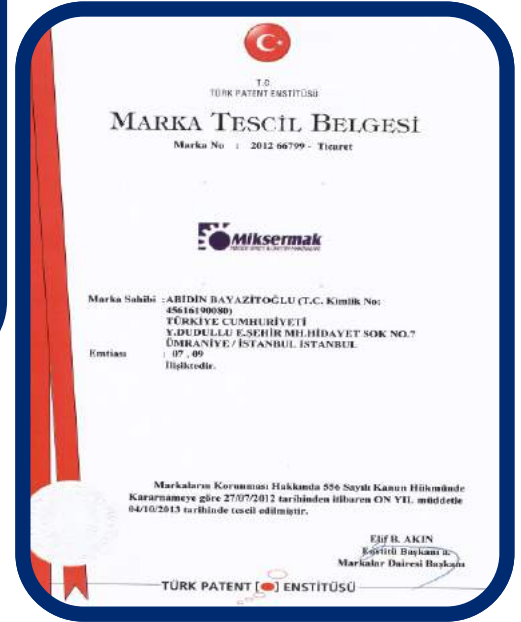 T.C.
TÜRK PATENT ENSTİTÜSÜ
MARKA TESCİL BELGESİ
Marka No : 2012 66799 - Ticaret
Miksermak
Marka Sahibi : ABİDİN BAYAZİTOĞLU (T.C. Kimlik No:
45616190080)
TÜRKİYE CUMHURİYETİ
Y.DUDULLU E.ŞEHİR MH.HİDAYET SOK NO.7
ÜMRANİYE / İSTANBUL İSTANBUL
Emtiası : 07 , 09
İlişiktedir.
Markaların Korunması Hakkında 556 Sayılı Kanun Hükmünde
Kararnameye göre 27/07/2012 tarihinden itibaren ON YIL müddetle
04/10/2013 tarihinde tescil edilmiştir.
Elif B. AKIN
Enstitü Başkanı a.
Markalar Dairesi Başkanı
TÜRK PATENT ENSTİTÜSÜ